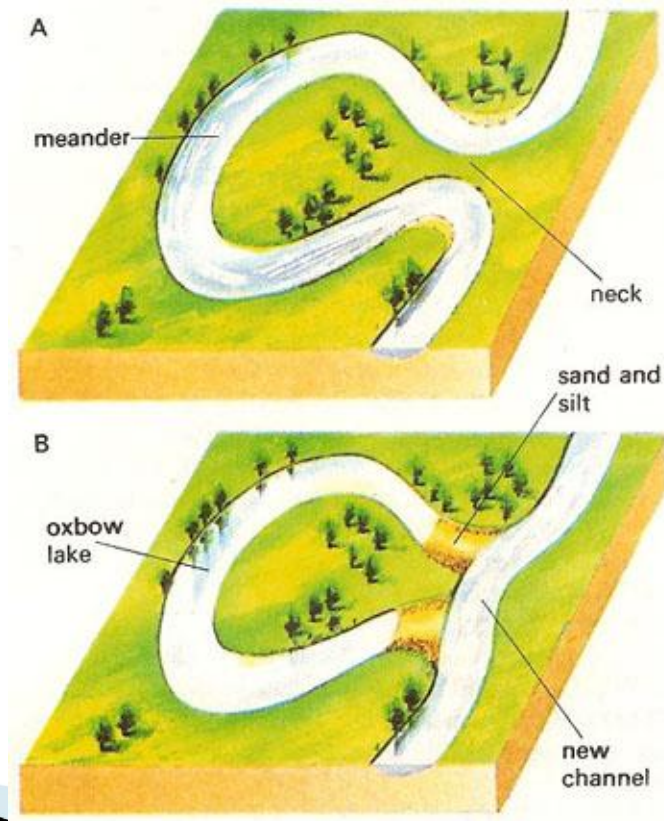 A
meander
neck
sand and
silt
B
oxbow
lake
new
channel